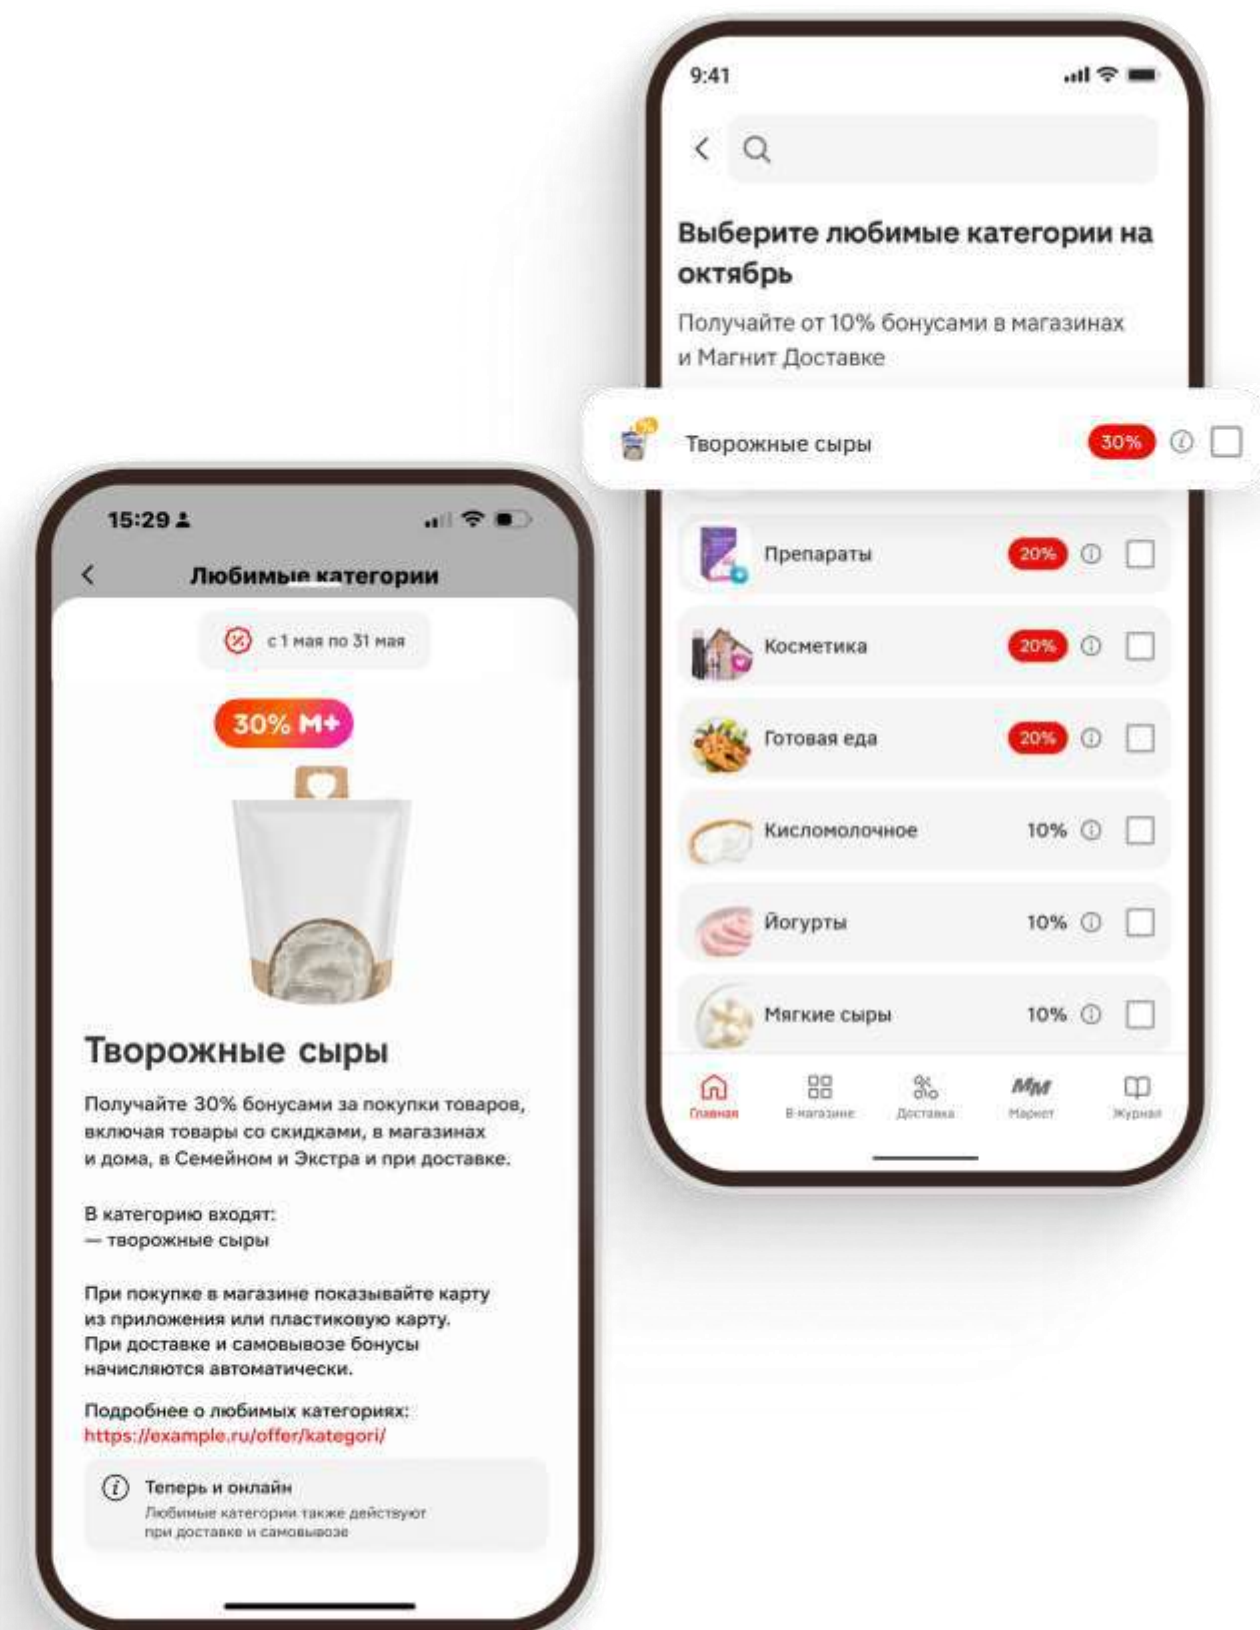 9:41
Выберите любимые категории на
октябрь
Получайте от 10% бонусами в магазинах
и Магнит Доставке
Творожные сыры 30%
Препараты 20%
Косметика 20%
Готовая еда 20%
Кисломолочное 10%
Йогурты 10%
Мягкие сыры 10%
Главная В магазине Доставка Маркет Журнал
15:29
Любимые категории
с 1 мая по 31 мая
30% М+
Творожные сыры
Получайте 30% бонусами за покупки товаров,
включая товары со скидками, в магазинах
и дома, в Семейном и Экстра и при доставке.
В категорию входят:
— творожные сыры
При покупке в магазине показывайте карту
из приложения или пластиковую карту.
При доставке и самовывозе бонусы
начисляются автоматически.
Подробнее о любимых категориях:
https://example.ru/offer/kategori/
Теперь и онлайн
Любимые категории также действуют
при доставке и самовывозе